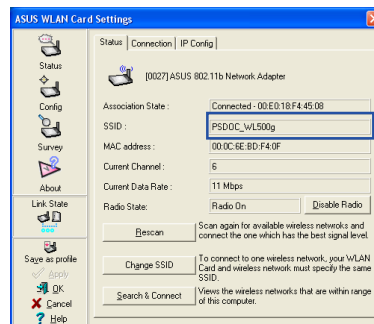 ASUS WLAN Card Settings
Status
Config
Survey
About
Link State
Save as profile
Apply
OK
Cancel
Help
Status Connection IP Config
[0027] ASUS 802.11b Network Adapter
Association State : Connected - 00:E0:18:F4:45:08
SSID : PSDOC_WL500g
MAC address : 00:0C:6E:BD:F4:0F
Current Channel : 6
Current Data Rate : 11 Mbps
Radio State: Radio On Disable Radio
Rescan
Scan again for available wireless networks and
connect the one which has the best signal level.
Change SSID
To connect to one wireless network, your WLAN
Card and wireless network must specify the same
SSID.
Search & Connect
Views the wireless networks that are within range
of this computer.